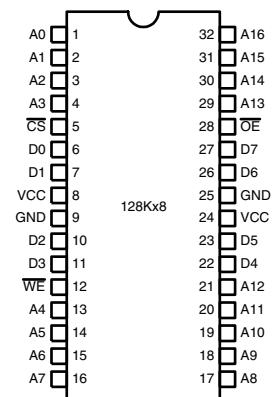 A0 1 32 A16
A1 2 31 A15
A2 3 30 A14
A3 4 29 A13
C̅S̅ 5 28 O̅E̅
D0 6 27 D7
D1 7 26 D6
VCC 8 25 GND
128Kx8
GND 9 24 VCC
D2 10 23 D5
D3 11 22 D4
W̅E̅ 12 21 A12
A4 13 20 A11
A5 14 19 A10
A6 15 18 A9
A7 16 17 A8